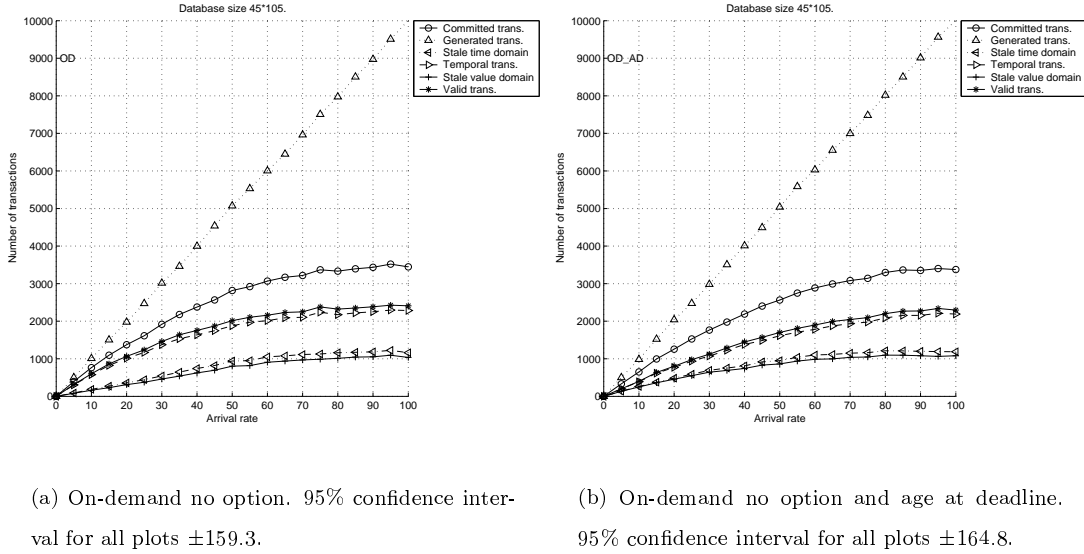 Database size 45*105.
10000
9000
8000
7000
6000
5000
4000
3000
2000
1000
0
Number of transactions
OD
Committed trans.
Generated trans.
Stale time domain
Temporal trans.
Stale value domain
Valid trans.
0 10 20 30 40 50 60 70 80 90 100
Arrival rate
Database size 45*105.
10000
9000
8000
7000
6000
5000
4000
3000
2000
1000
0
Number of transactions
OD_AD
Committed trans.
Generated trans.
Stale time domain
Temporal trans.
Stale value domain
Valid trans.
0 10 20 30 40 50 60 70 80 90 100
Arrival rate
(a) On-demand no option. 95% confidence inter-
val for all plots ±159.3.
(b) On-demand no option and age at deadline.
95% confidence interval for all plots ±164.8.